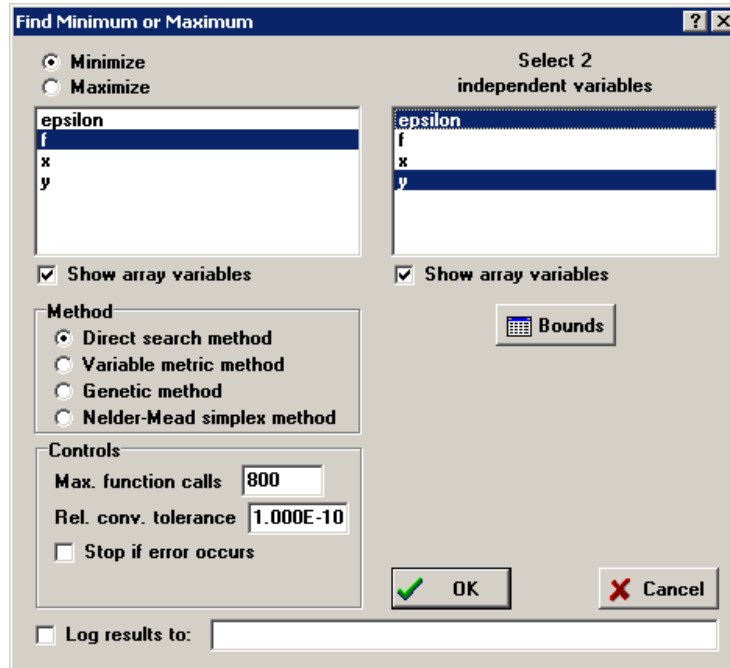 Find Minimum or Maximum
Minimize
Maximize
epsilon
f
x
y
Show array variables
Select 2
independent variables
epsilon
f
x
y
Show array variables
Bounds
Method
Direct search method
Variable metric method
Genetic method
Nelder-Mead simplex method
Controls
Max. function calls 800
Rel. conv. tolerance 1.000E-10
Stop if error occurs
OK
Cancel
Log results to: